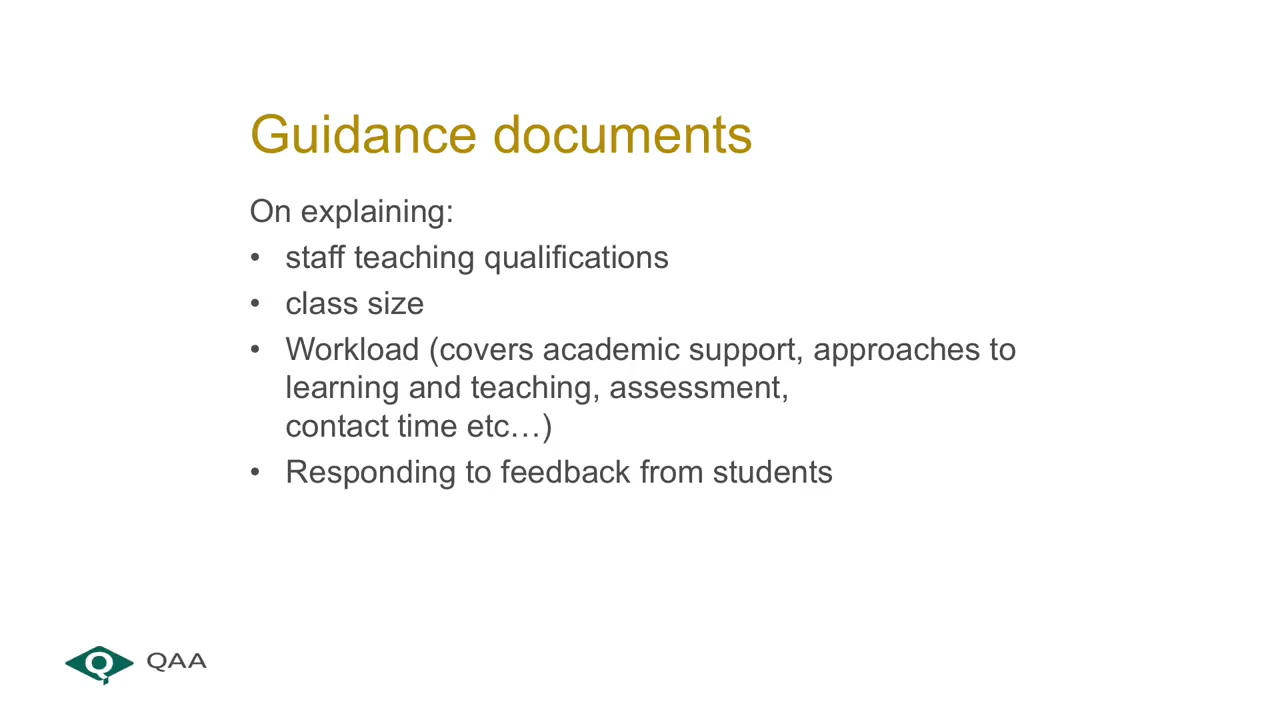 Guidance documents
On explaining:
• staff teaching qualifications
• class size
• Workload (covers academic support, approaches to
learning and teaching, assessment,
contact time etc…)
• Responding to feedback from students
QAA